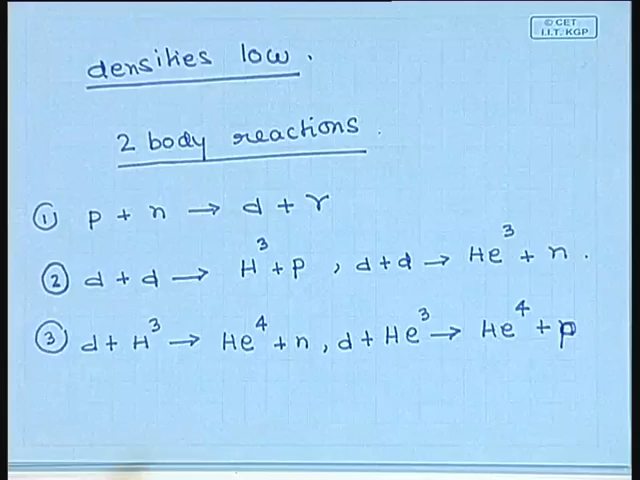 © CET
I.I.T. KGP
densities low.
2 body reactions.
① p + n → d + γ
② d + d → H³ + p, d + d → He³ + n.
③ d + H³ → He⁴ + n, d + He³ → He⁴ + p